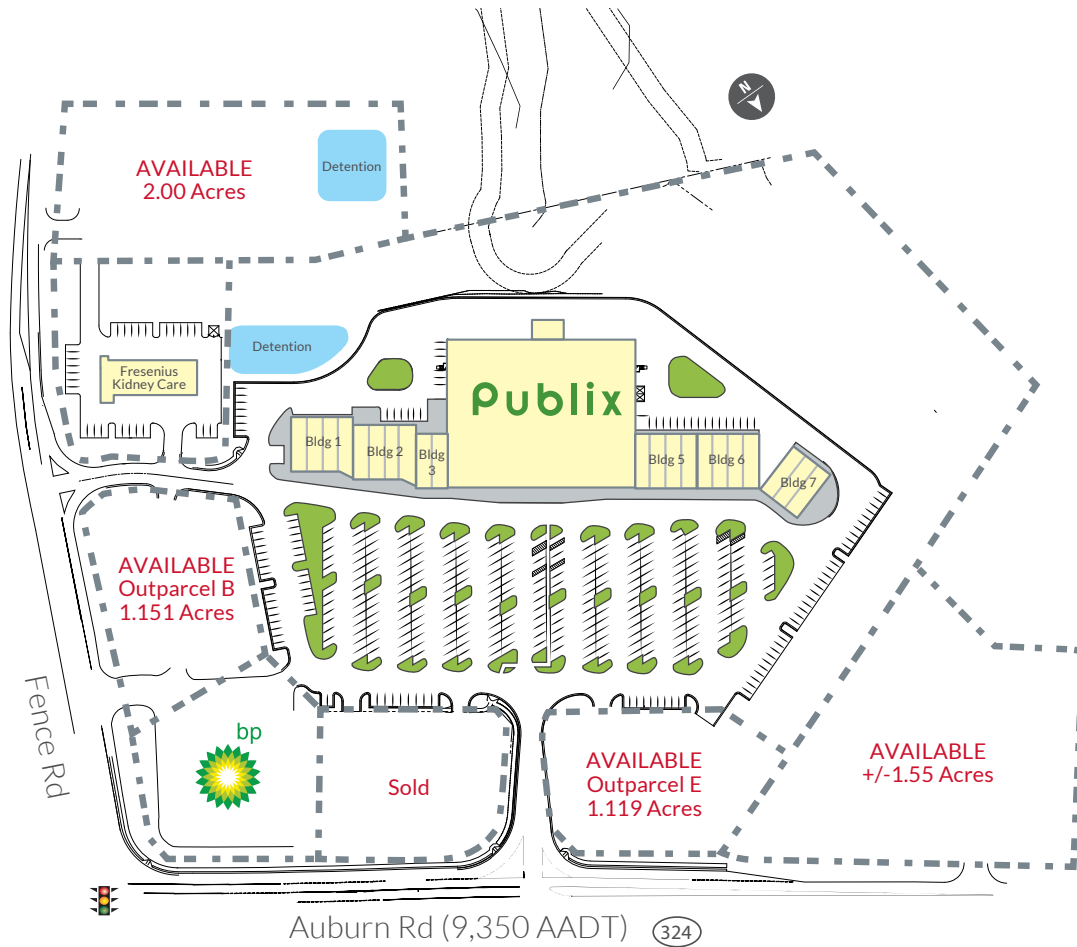 N
AVAILABLE
2.00 Acres
Detention
Detention
Fresenius
Kidney Care
Publix
Bldg 1
Bldg 2
Bldg
3
Bldg 5
Bldg 6
Bldg 7
AVAILABLE
Outparcel B
1.151 Acres
Fence Rd
bp
Sold
AVAILABLE
Outparcel E
1.119 Acres
AVAILABLE
+/-1.55 Acres
Auburn Rd (9,350 AADT)
324